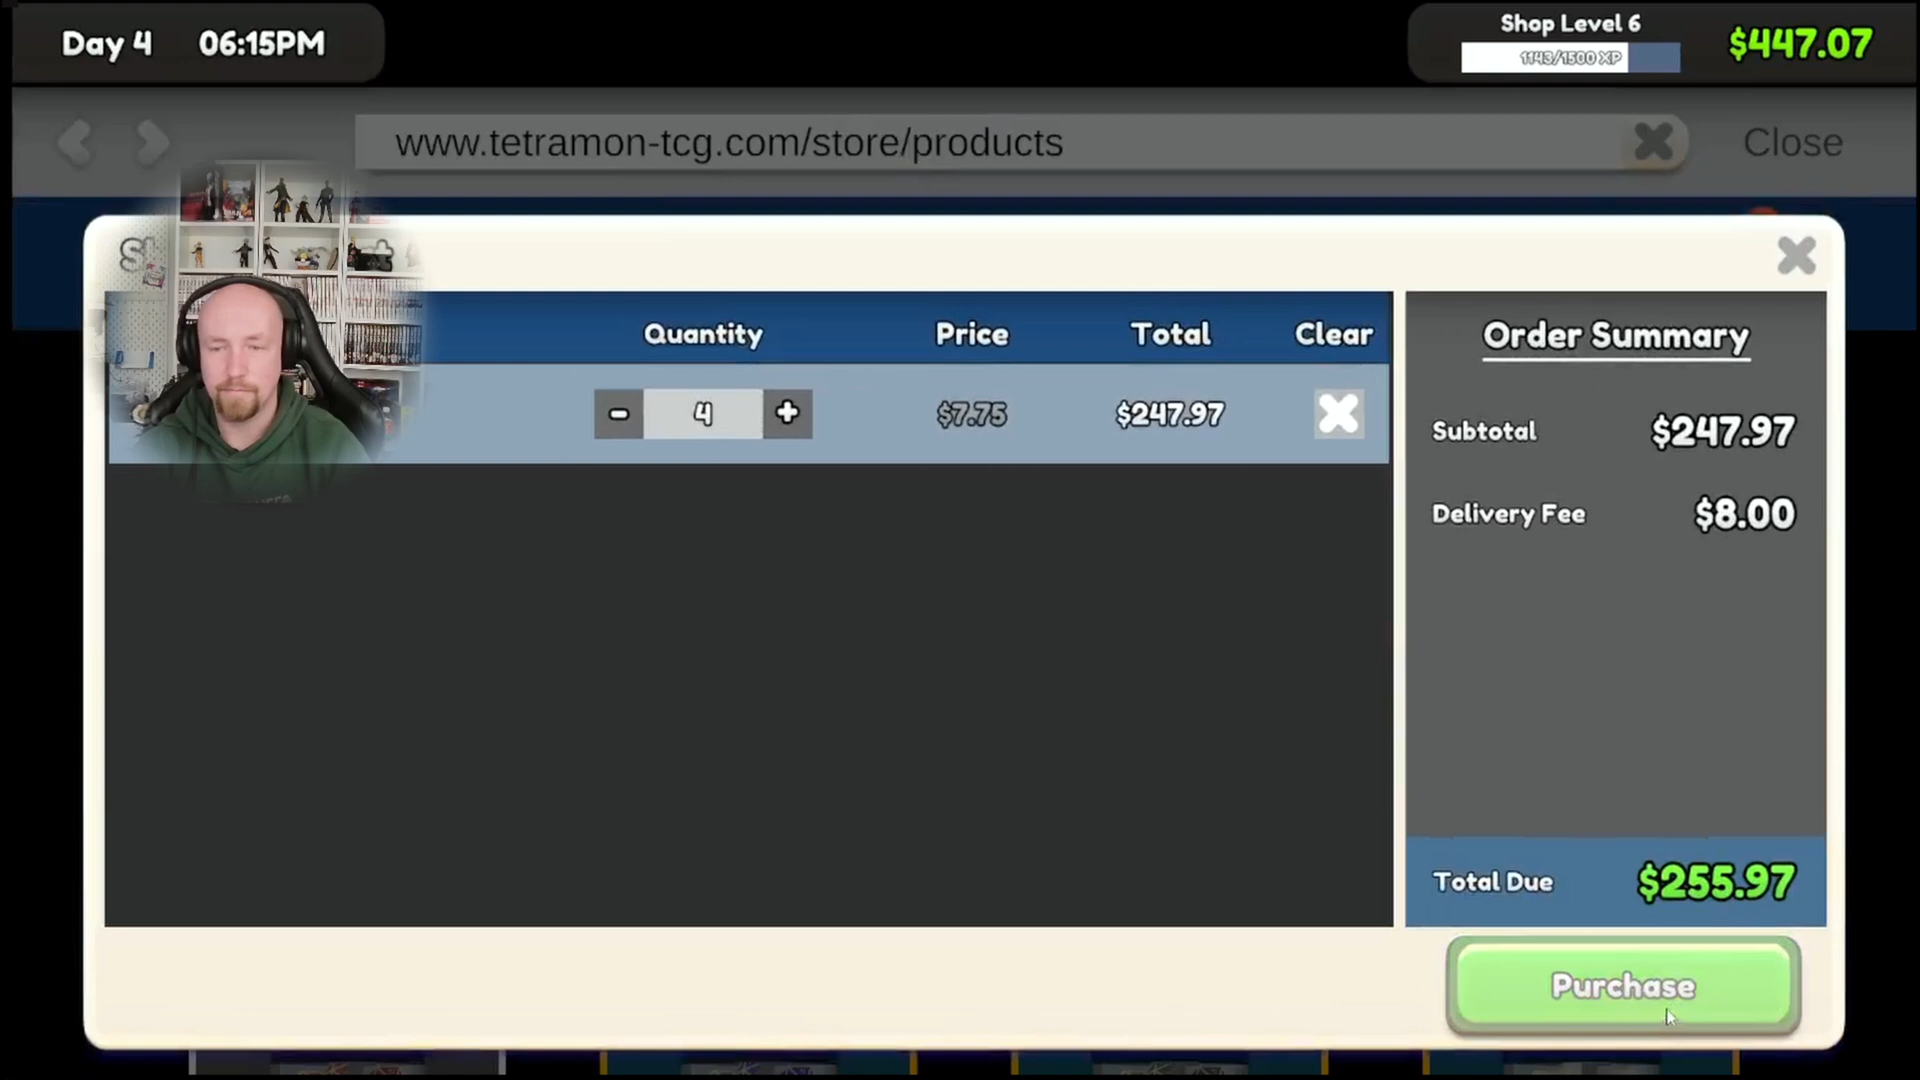 Day 4 06:15PM
Shop Level 6
1143/1500 XP
$447.07
www.tetramon-tcg.com/store/products
Close
Quantity Price Total Clear
- 4 + $7.75 $247.97
Order Summary
Subtotal $247.97
Delivery Fee $8.00
Total Due $255.97
Purchase